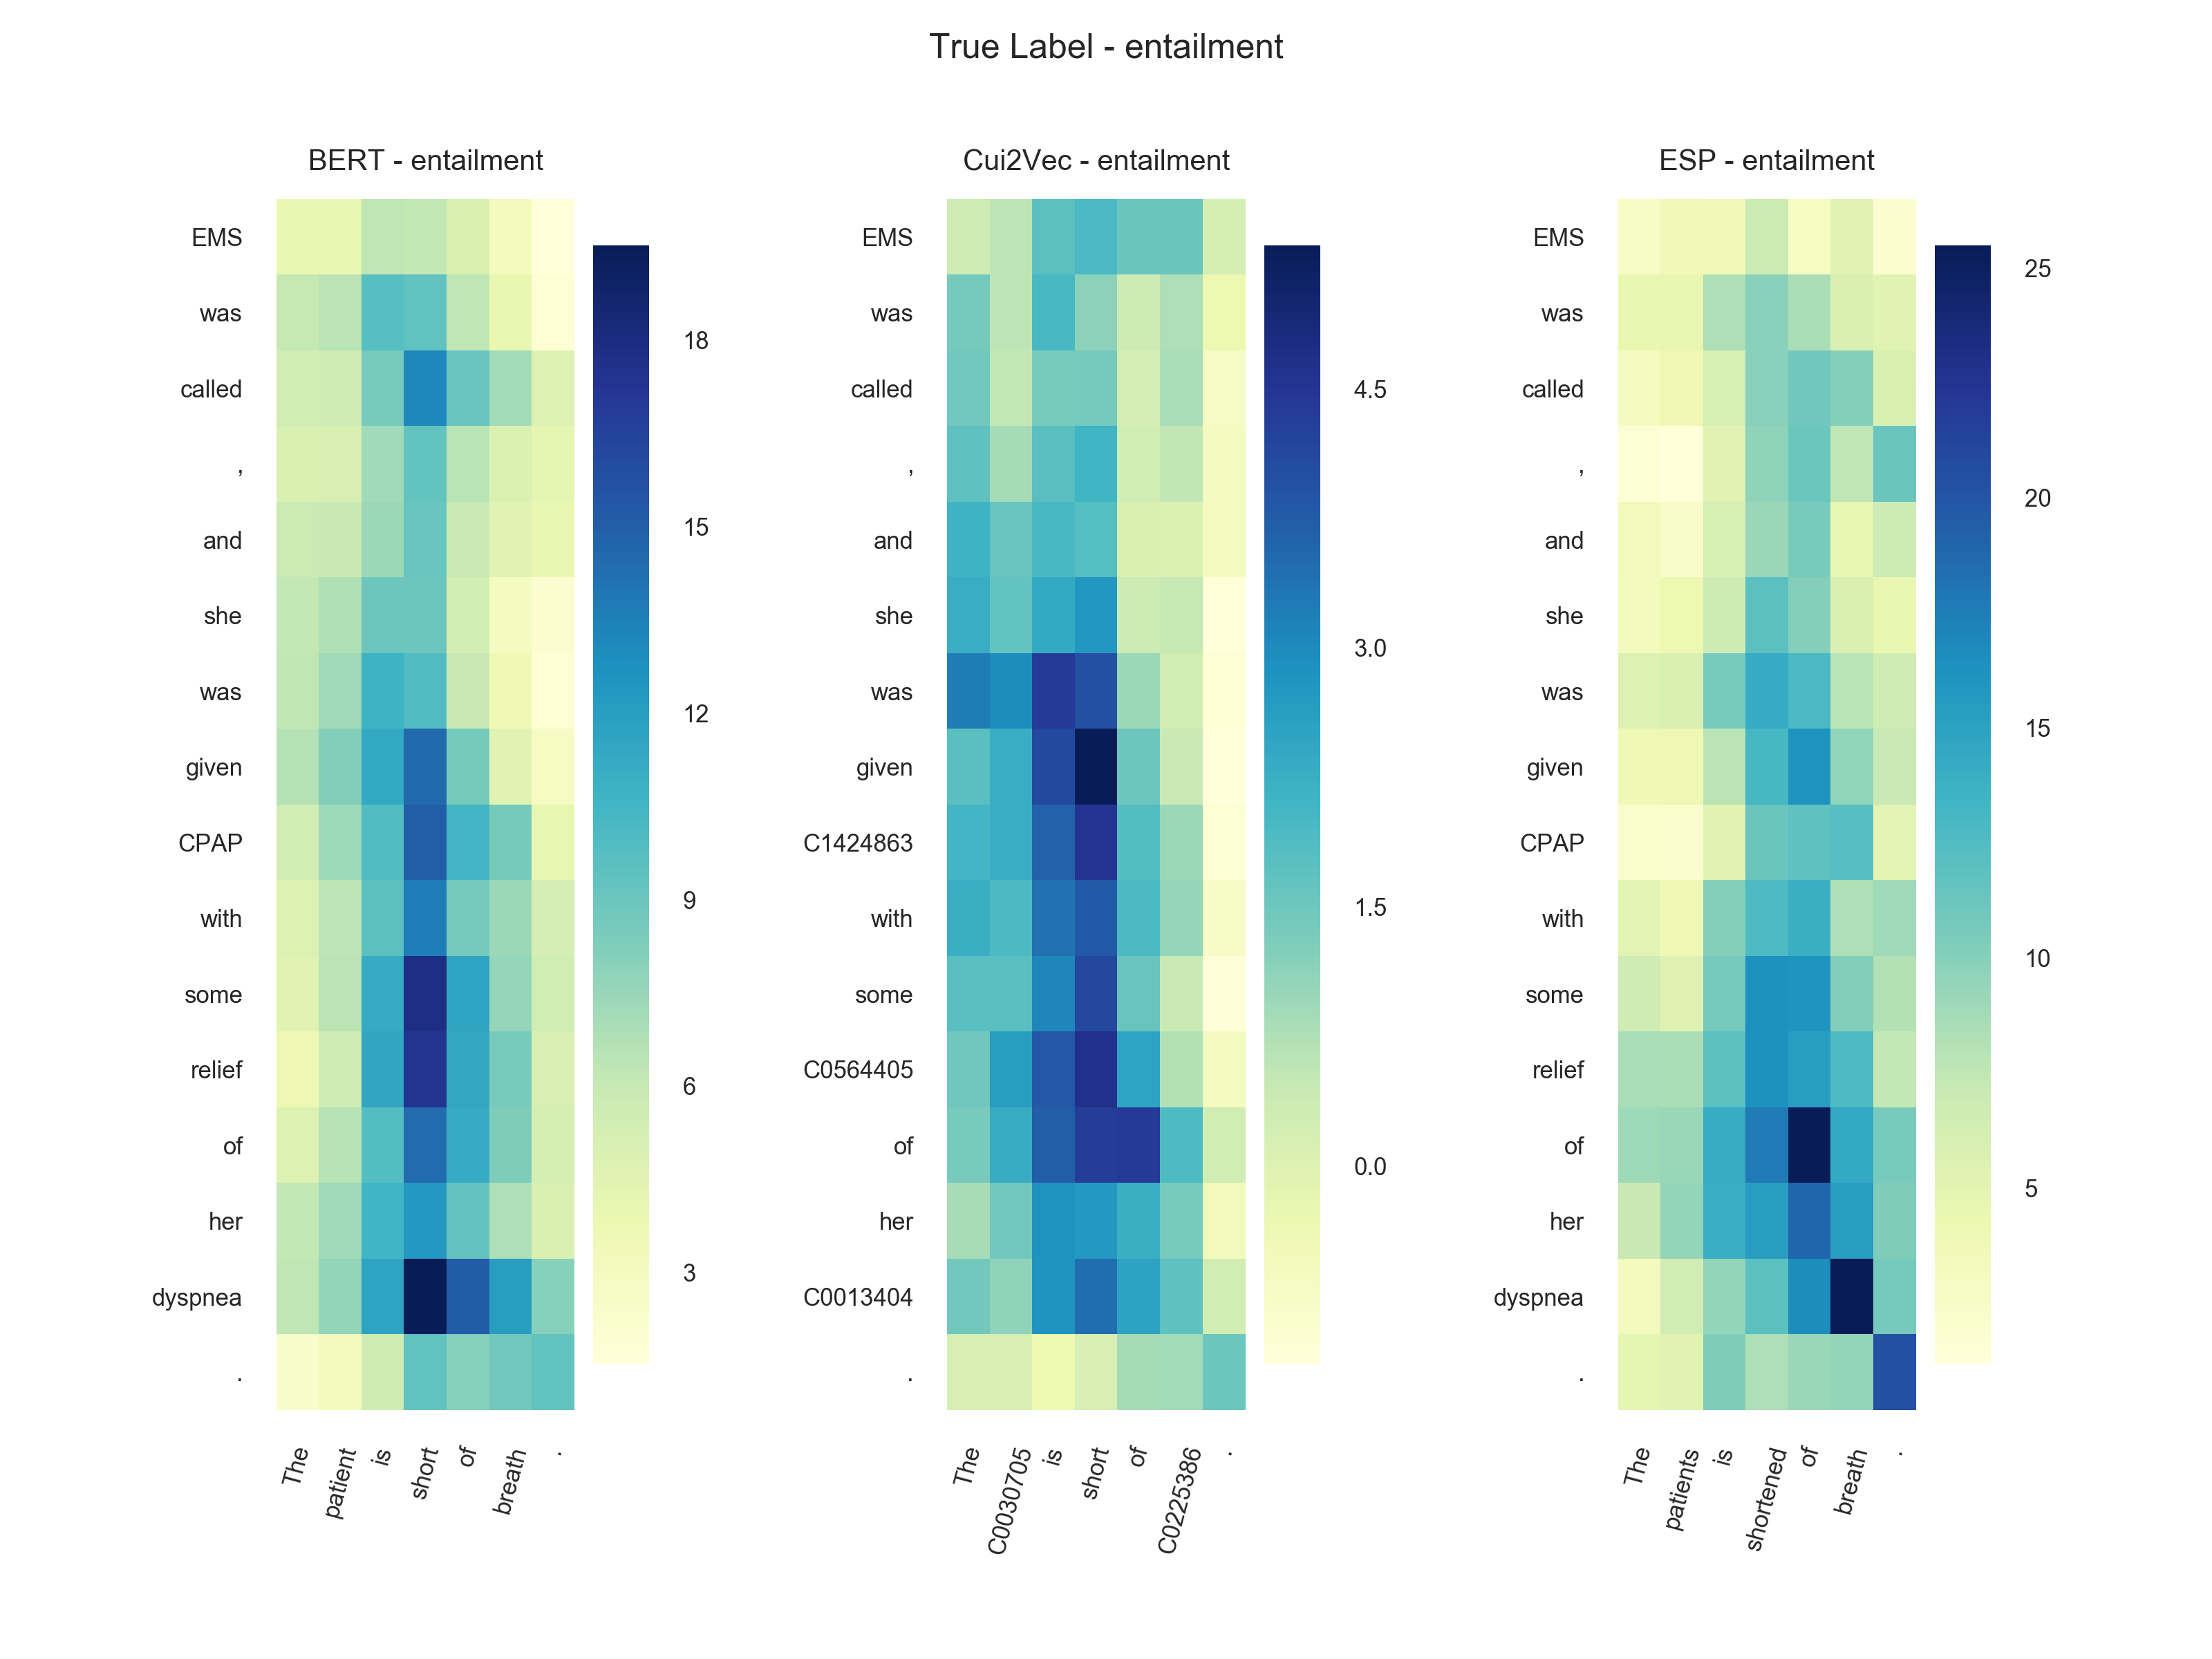 True Label - entailment
BERT - entailment
EMS
was
called
,
and
she
was
given
CPAP
with
some
relief
of
her
dyspnea
.
The
patient
is
short
of
breath
.
18
15
12
9
6
3
Cui2Vec - entailment
EMS
was
called
,
and
she
was
given
C1424863
with
some
C0564405
of
her
C0013404
.
The
C0030705
is
short
of
C0225386
.
4.5
3.0
1.5
0.0
ESP - entailment
EMS
was
called
,
and
she
was
given
CPAP
with
some
relief
of
her
dyspnea
.
The
patients
is
shortened
of
breath
.
25
20
15
10
5